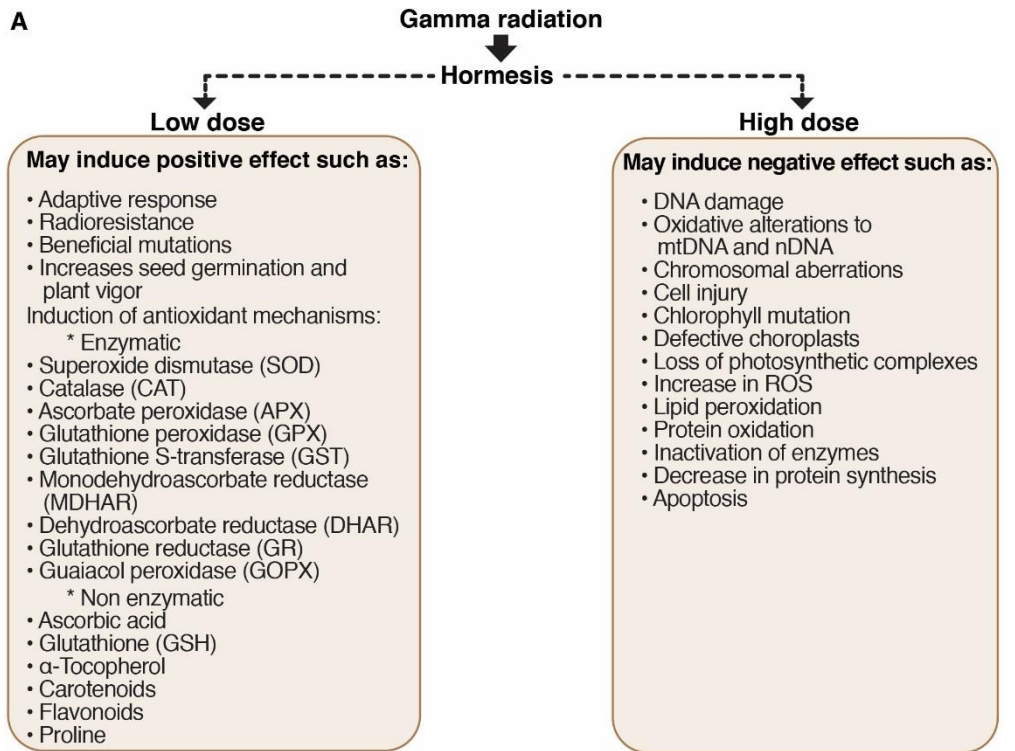 A
Gamma radiation
Hormesis
Low dose
May induce positive effect such as:
• Adaptive response
• Radioresistance
• Beneficial mutations
• Increases seed germination and
plant vigor
Induction of antioxidant mechanisms:
* Enzymatic
• Superoxide dismutase (SOD)
• Catalase (CAT)
• Ascorbate peroxidase (APX)
• Glutathione peroxidase (GPX)
• Glutathione S-transferase (GST)
• Monodehydroascorbate reductase
(MDHAR)
• Dehydroascorbate reductase (DHAR)
• Glutathione reductase (GR)
• Guaiacol peroxidase (GOPX)
* Non enzymatic
• Ascorbic acid
• Glutathione (GSH)
• α-Tocopherol
• Carotenoids
• Flavonoids
• Proline
High dose
May induce negative effect such as:
• DNA damage
• Oxidative alterations to
mtDNA and nDNA
• Chromosomal aberrations
• Cell injury
• Chlorophyll mutation
• Defective choroplasts
• Loss of photosynthetic complexes
• Increase in ROS
• Lipid peroxidation
• Protein oxidation
• Inactivation of enzymes
• Decrease in protein synthesis
• Apoptosis